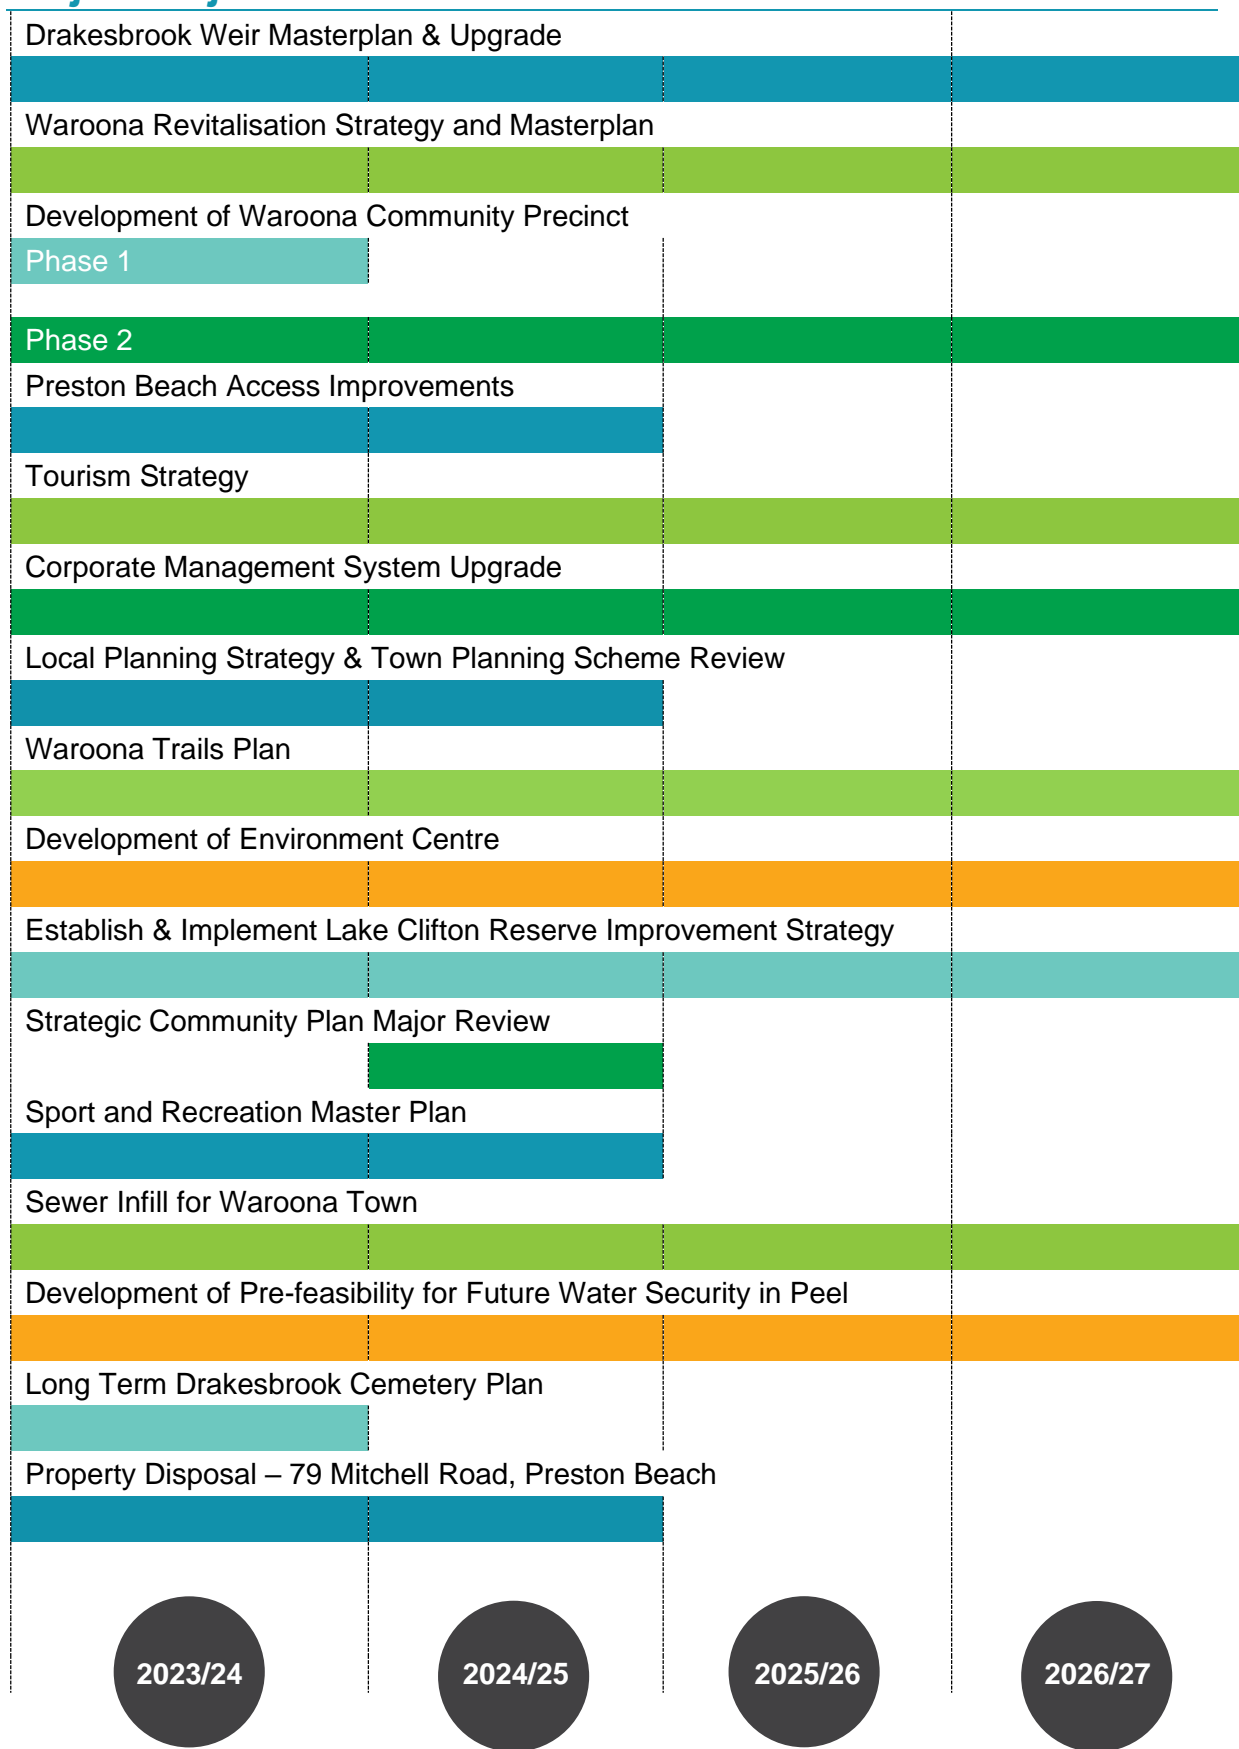 Drakesbrook Weir Masterplan & Upgrade
Waroona Revitalisation Strategy and Masterplan
Development of Waroona Community Precinct
Phase 1
Phase 2
Preston Beach Access Improvements
Tourism Strategy
Corporate Management System Upgrade
Local Planning Strategy & Town Planning Scheme Review
Waroona Trails Plan
Development of Environment Centre
Establish & Implement Lake Clifton Reserve Improvement Strategy
Strategic Community Plan Major Review
Sport and Recreation Master Plan
Sewer Infill for Waroona Town
Development of Pre-feasibility for Future Water Security in Peel
Long Term Drakesbrook Cemetery Plan
Property Disposal – 79 Mitchell Road, Preston Beach
2023/24 2024/25 2025/26 2026/27